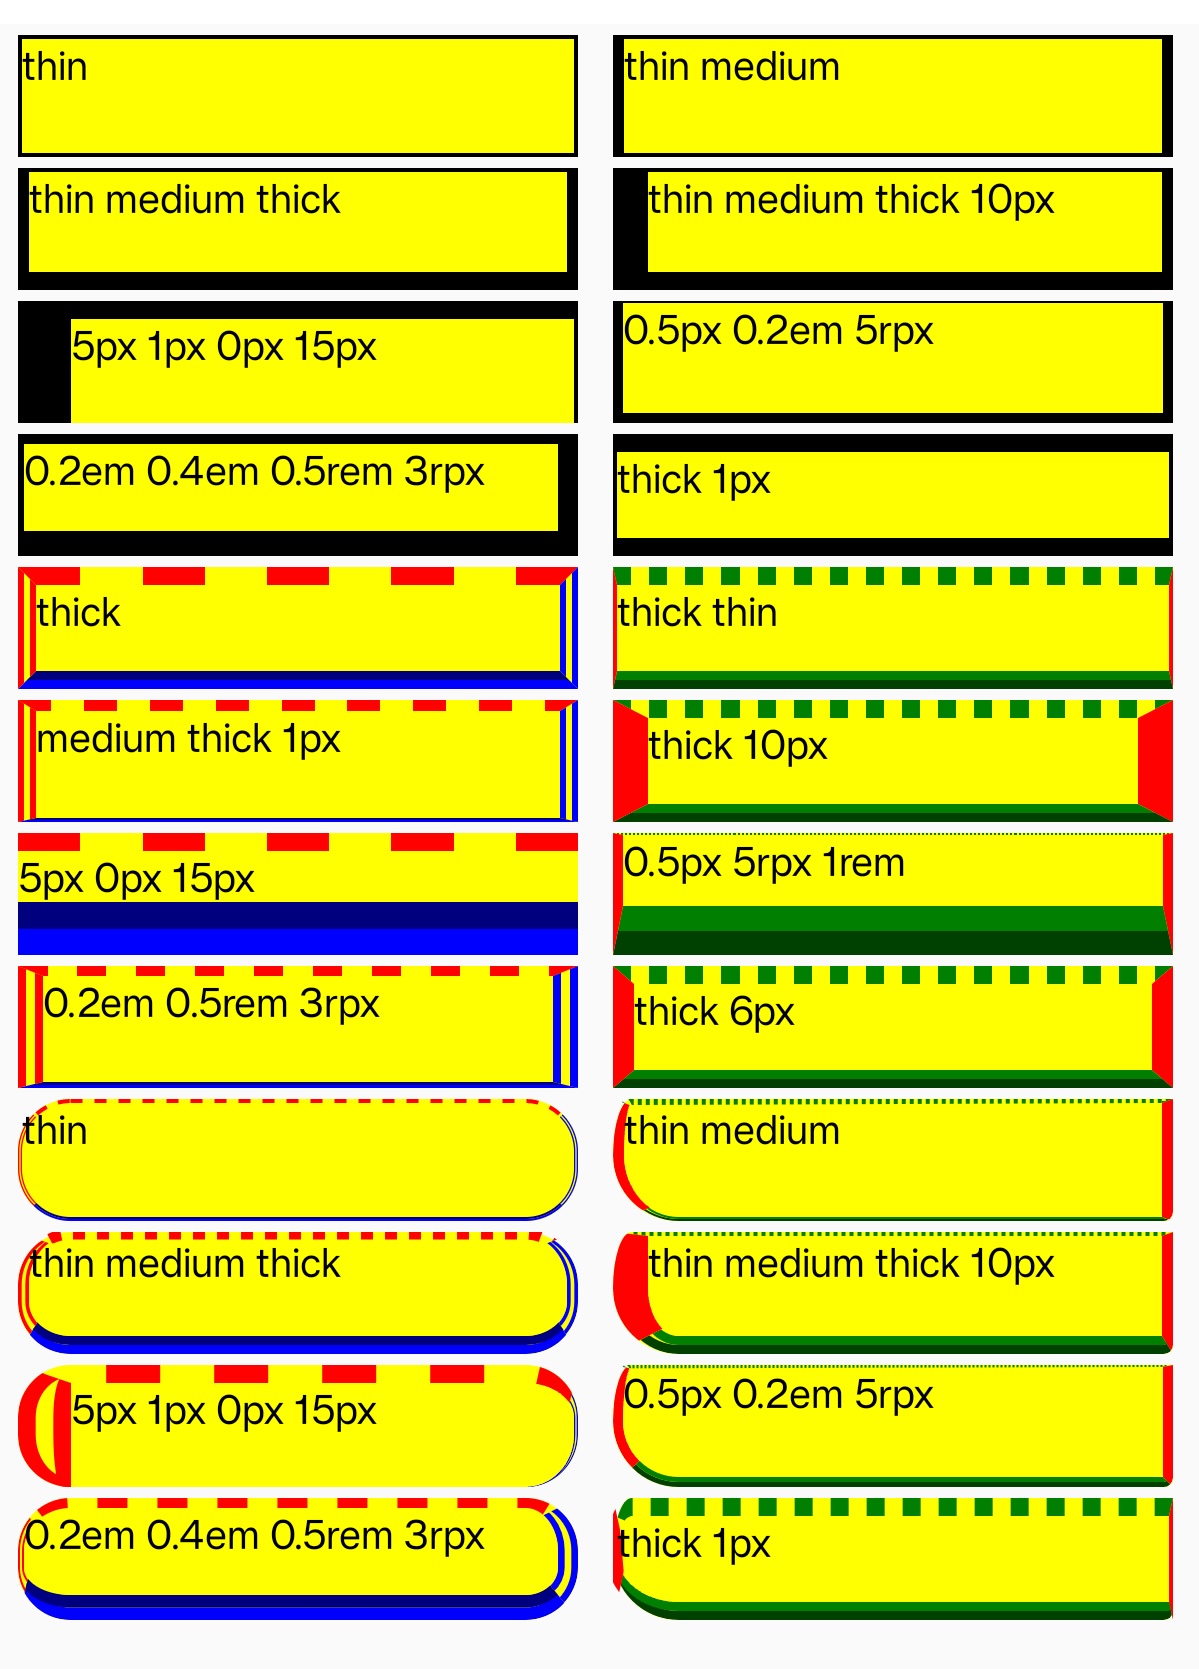 thin
thin medium
thin medium thick
thin medium thick 10px
5px 1px 0px 15px
0.5px 0.2em 5rpx
0.2em 0.4em 0.5rem 3rpx
thick 1px
thick
thick thin
medium thick 1px
thick 10px
5px 0px 15px
0.5px 5rpx 1rem
0.2em 0.5rem 3rpx
thick 6px
thin
thin medium
thin medium thick
thin medium thick 10px
5px 1px 0px 15px
0.5px 0.2em 5rpx
0.2em 0.4em 0.5rem 3rpx
thick 1px